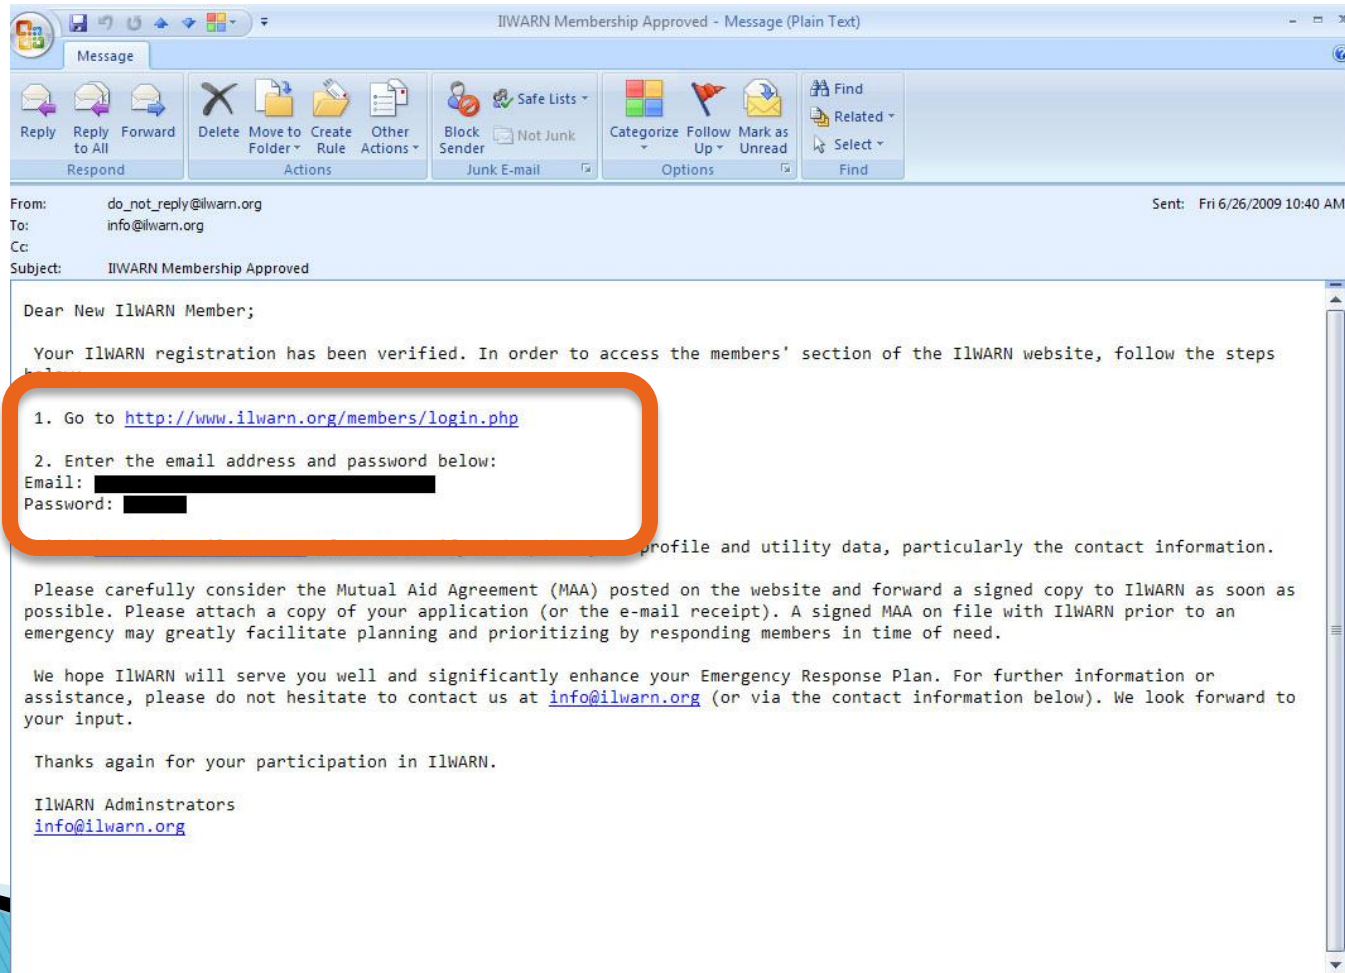 IlWARN Membership Approved - Message (Plain Text)
Message
Reply
Reply to All
Forward
Respond
Delete
Move to Folder
Create Rule
Other Actions
Actions
Block Sender
Safe Lists
Not Junk
Junk E-mail
Categorize
Follow Up
Mark as Unread
Options
Find
Related
Select
Find
From: do_not_reply@ilwarn.org
Sent: Fri 6/26/2009 10:40 AM
To: info@ilwarn.org
Cc:
Subject: IlWARN Membership Approved
Dear New IlWARN Member;
Your IlWARN registration has been verified. In order to access the members' section of the IlWARN website, follow the steps
1. Go to http://www.ilwarn.org/members/login.php
2. Enter the email address and password below:
Email:
Password:
profile and utility data, particularly the contact information.
Please carefully consider the Mutual Aid Agreement (MAA) posted on the website and forward a signed copy to IlWARN as soon as
possible. Please attach a copy of your application (or the e-mail receipt). A signed MAA on file with IlWARN prior to an
emergency may greatly facilitate planning and prioritizing by responding members in time of need.
We hope IlWARN will serve you well and significantly enhance your Emergency Response Plan. For further information or
assistance, please do not hesitate to contact us at info@ilwarn.org (or via the contact information below). We look forward to
your input.
Thanks again for your participation in IlWARN.
IlWARN Adminstrators
info@ilwarn.org